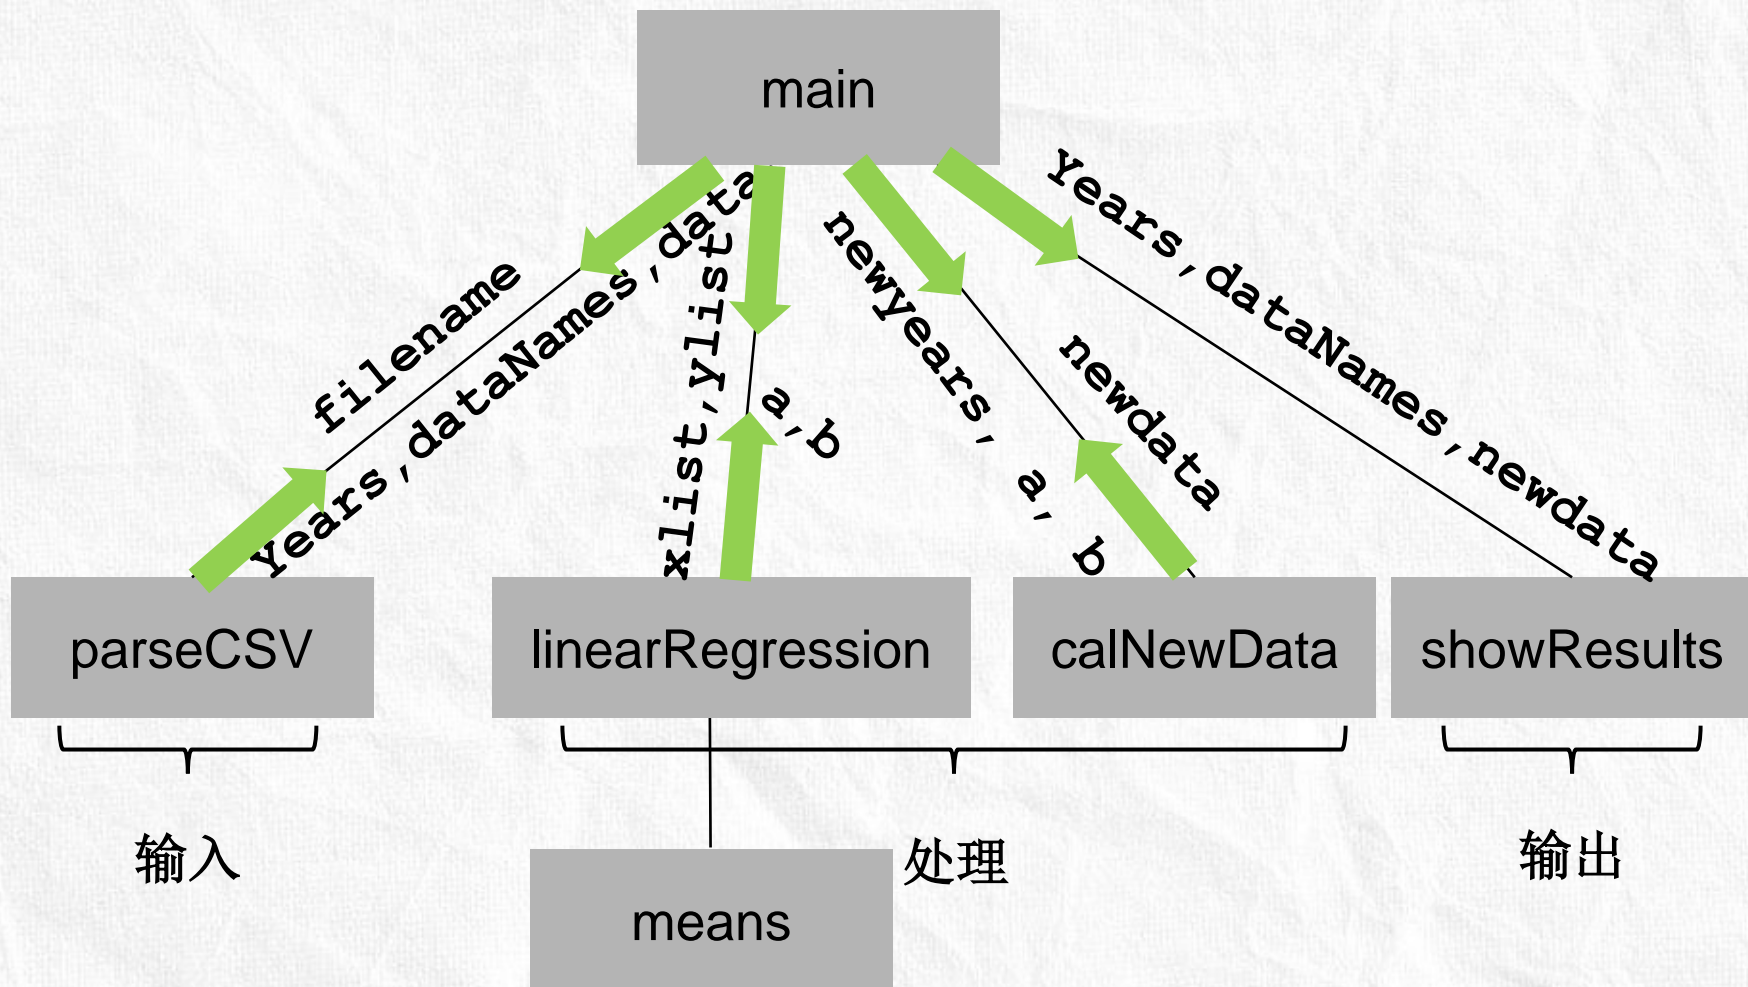 main
filename
Years,dataNames,data
xlist,ylist
a,b
newyears, a, b
newdata
Years,dataNames,newdata
parseCSV
linearRegression
calNewData
showResults
输入
处理
输出
means